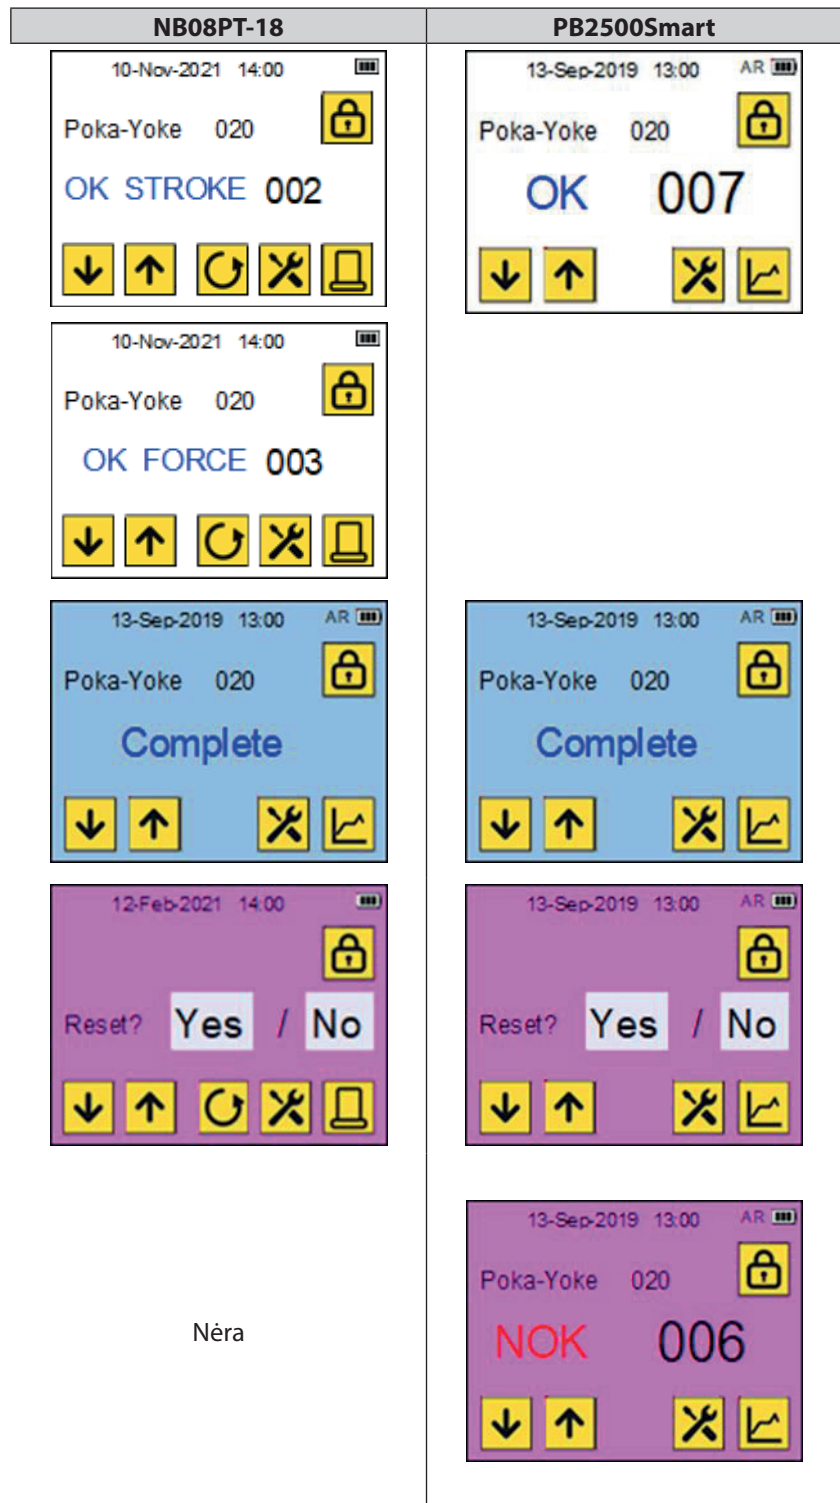 NB08PT-18 PB2500Smart
10-Nov-2021 14:00
Poka-Yoke 020
OK STROKE 002
13-Sep-2019 13:00 AR
Poka-Yoke 020
OK 007
10-Nov-2021 14:00
Poka-Yoke 020
OK FORCE 003
13-Sep-2019 13:00 AR
Poka-Yoke 020
Complete
13-Sep-2019 13:00 AR
Poka-Yoke 020
Complete
12-Feb-2021 14:00
Reset? Yes / No
13-Sep-2019 13:00 AR
Reset? Yes / No
Nėra
13-Sep-2019 13:00 AR
Poka-Yoke 020
NOK 006